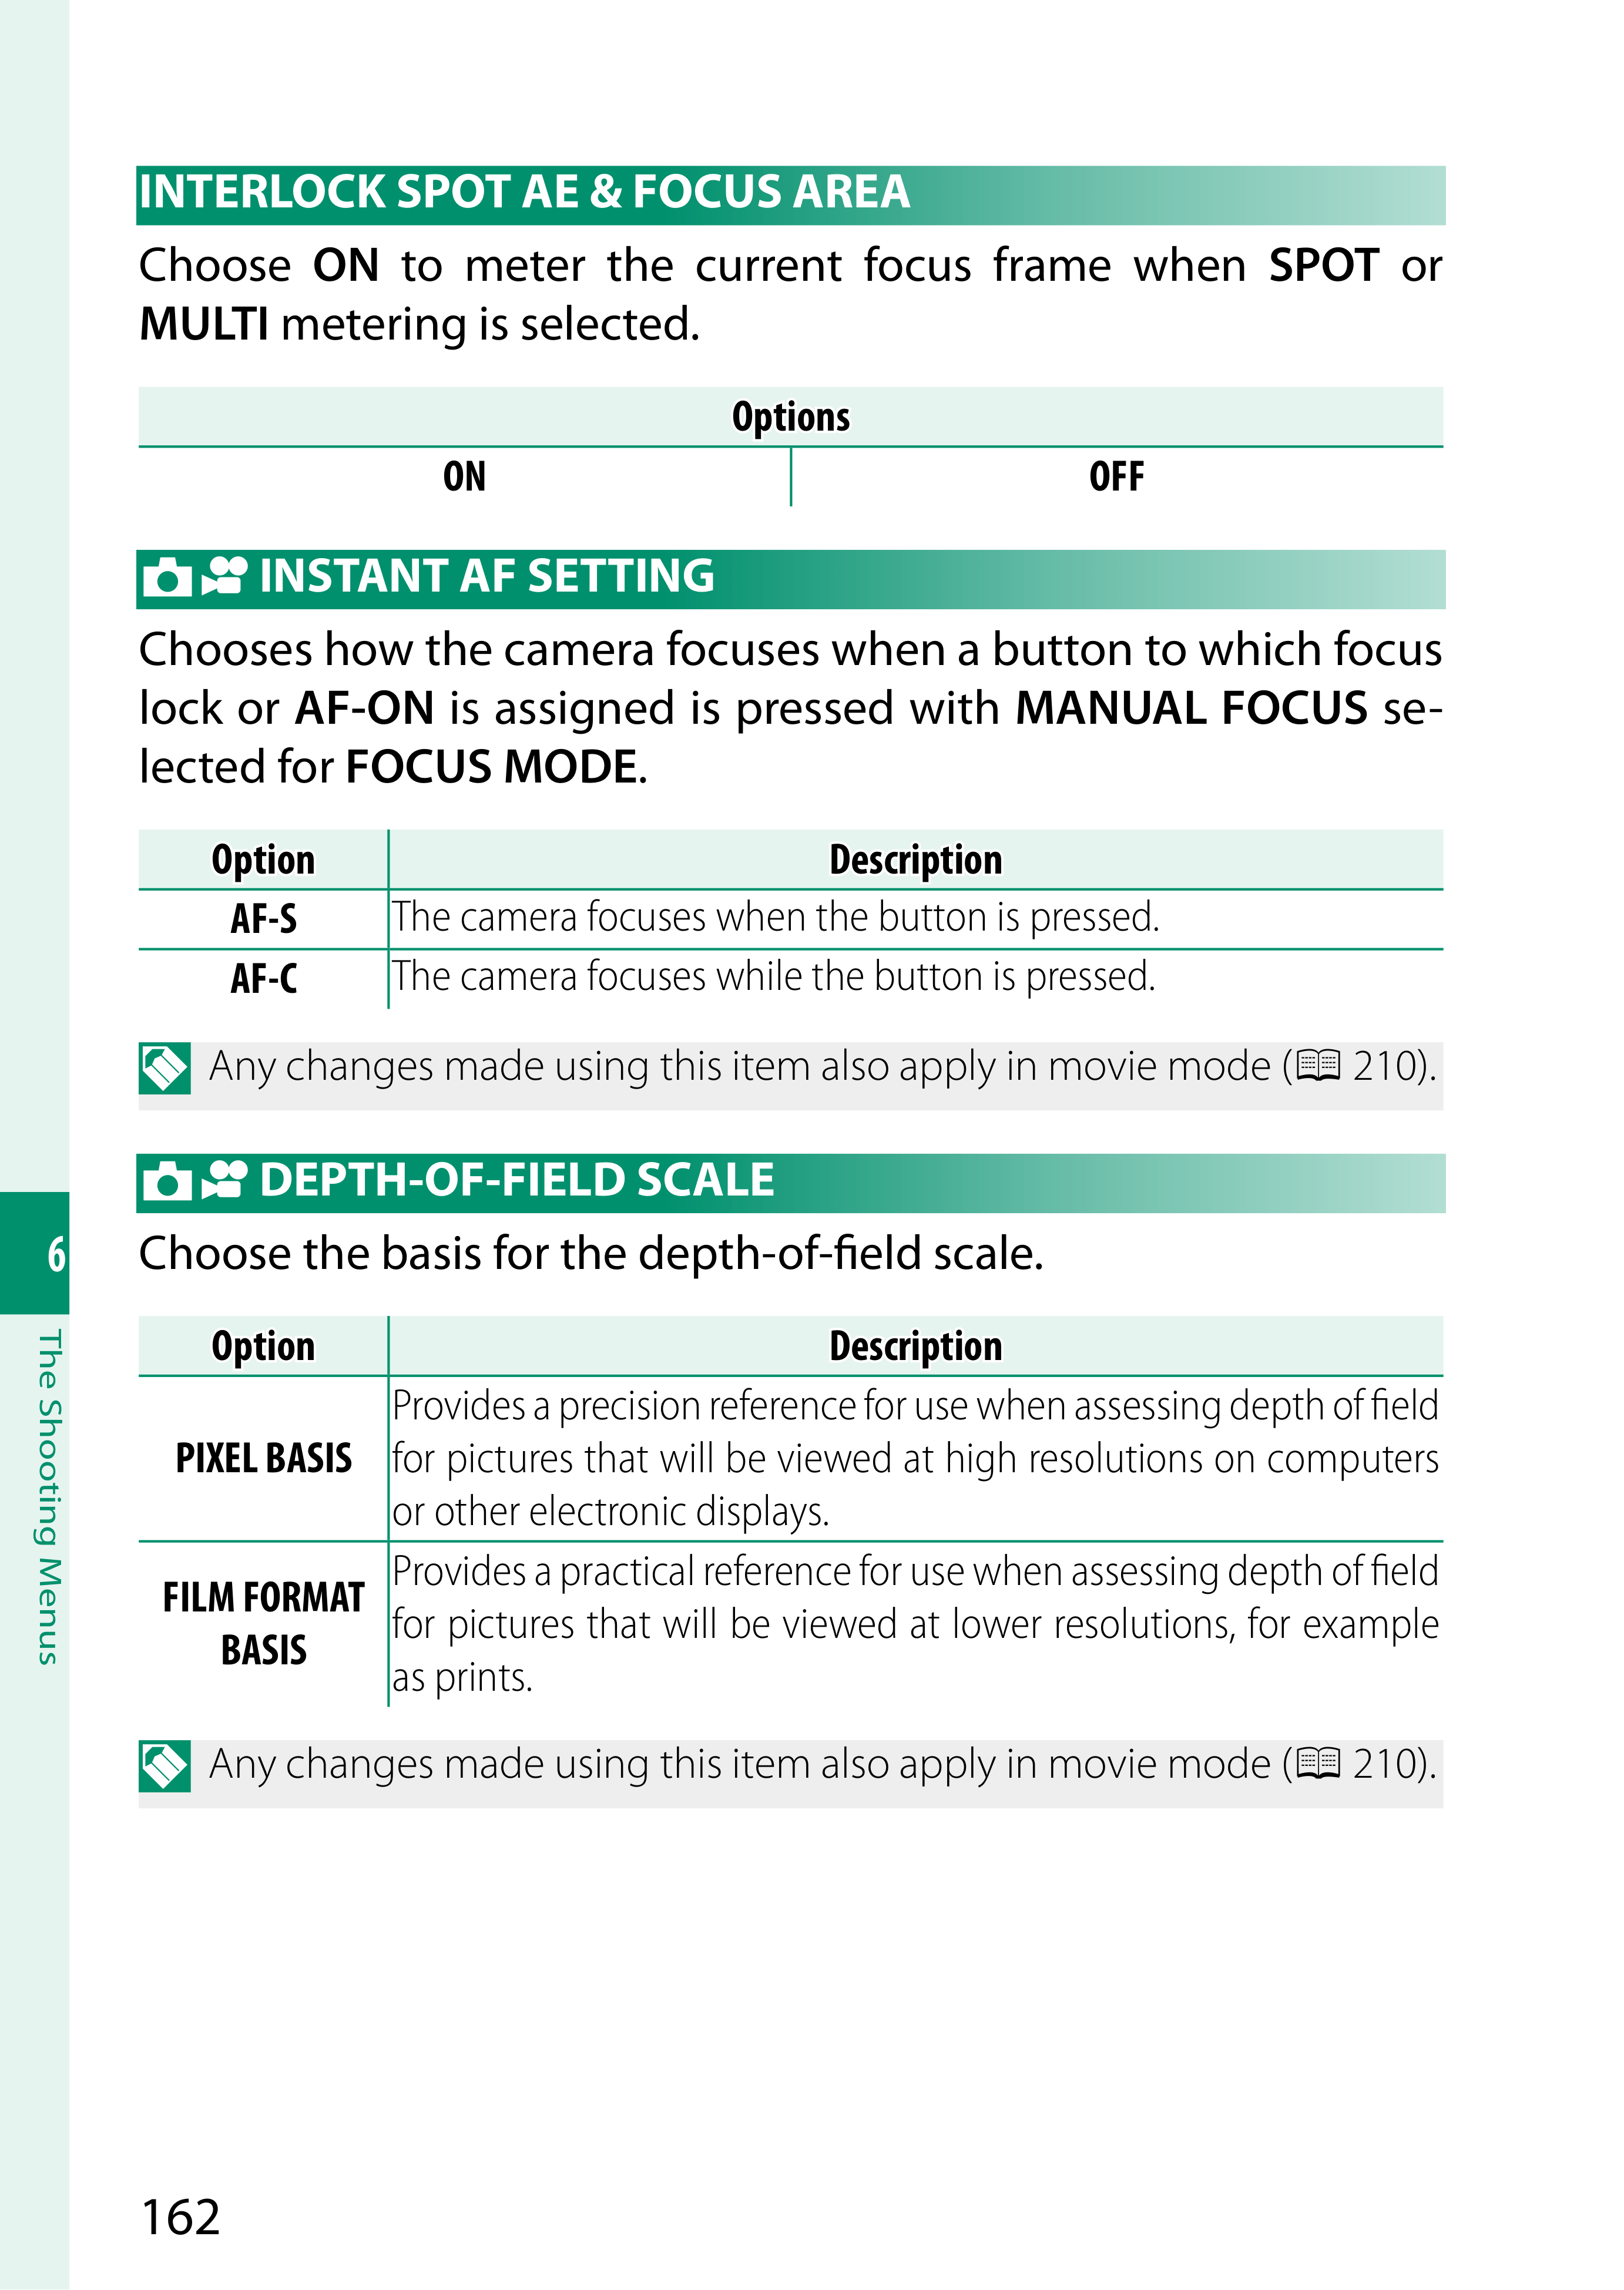 INTERLOCK SPOT AE & FOCUS AREA
Choose ON to meter the current focus frame when SPOT or
MULTI metering is selected.
Options
ON OFF
INSTANT AF SETTING
Chooses how the camera focuses when a button to which focus
lock or AF-ON is assigned is pressed with MANUAL FOCUS se-
lected for FOCUS MODE.
Option Description
AF-S The camera focuses when the button is pressed.
AF-C The camera focuses while the button is pressed.
Any changes made using this item also apply in movie mode ( 210).
DEPTH-OF-FIELD SCALE
Choose the basis for the depth-of-field scale.
Option Description
PIXEL BASIS
Provides a precision reference for use when assessing depth of field
for pictures that will be viewed at high resolutions on computers
or other electronic displays.
FILM FORMAT
BASIS
Provides a practical reference for use when assessing depth of field
for pictures that will be viewed at lower resolutions, for example
as prints.
Any changes made using this item also apply in movie mode ( 210).
6
The Shooting Menus
162